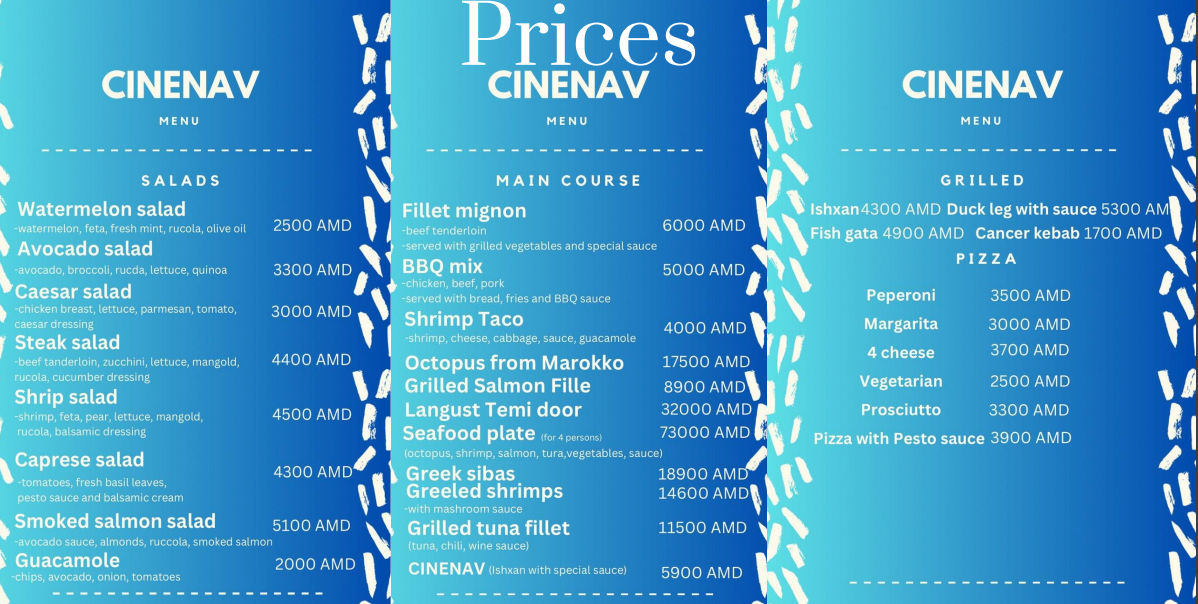 Prices
CINENAV
MENU
SALADS
Watermelon salad
-watermelon, feta, fresh mint, rucola, olive oil
2500 AMD
Avocado salad
-avocado, broccoli, rucda, lettuce, quinoa
3300 AMD
Caesar salad
-chicken breast, lettuce, parmesan, tomato,
caesar dressing
3000 AMD
Steak salad
-beef tanderloin, zucchini, lettuce, mangold,
rucola, cucumber dressing
4400 AMD
Shrip salad
-shrimp, feta, pear, lettuce, mangold,
rucola, balsamic dressing
4500 AMD
Caprese salad
-tomatoes, fresh basil leaves,
pesto sauce and balsamic cream
4300 AMD
Smoked salmon salad
-avocado sauce, almonds, ruccola, smoked salmon
5100 AMD
Guacamole
-chips, avocado, onion, tomatoes
2000 AMD
CINENAV
MENU
MAIN COURSE
Fillet mignon
-beef tenderloin
-served with grilled vegetables and special sauce
6000 AMD
BBQ mix
-chicken, beef, pork
-served with bread, fries and BBQ sauce
5000 AMD
Shrimp Taco
-shrimp, cheese, cabbage, sauce, guacamole
4000 AMD
Octopus from Marokko 17500 AMD
Grilled Salmon Fille 8900 AMD
Langust Temi door 32000 AMD
Seafood plate (for 4 persons) 73000 AMD
(octopus, shrimp, salmon, tura,vegetables, sauce)
Greek sibas 18900 AMD
Greeled shrimps 14600 AMD
-with mashroom sauce
Grilled tuna fillet 11500 AMD
(tuna, chili, wine sauce)
CINENAV (Ishxan with special sauce) 5900 AMD
CINENAV
MENU
GRILLED
Ishxan 4300 AMD Duck leg with sauce 5300 AM
Fish gata 4900 AMD Cancer kebab 1700 AMD
PIZZA
Peperoni 3500 AMD
Margarita 3000 AMD
4 cheese 3700 AMD
Vegetarian 2500 AMD
Prosciutto 3300 AMD
Pizza with Pesto sauce 3900 AMD